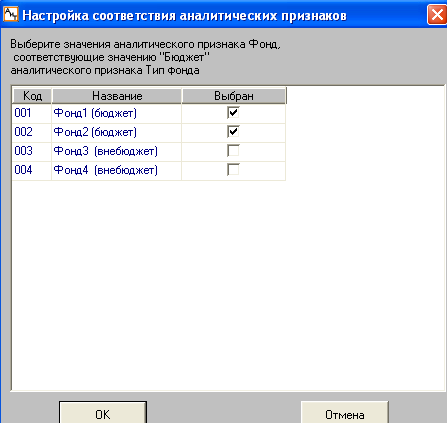 Настройка соответствия аналитических признаков
Выберите значения аналитического признака Фонд,
соответствующие значению "Бюджет"
аналитического признака Тип фонда
Код Название Выбран
001 Фонд1 (бюджет)
002 Фонд2 (бюджет)
003 Фонд3 (внебюджет)
004 Фонд4 (внебюджет)
OK Отмена